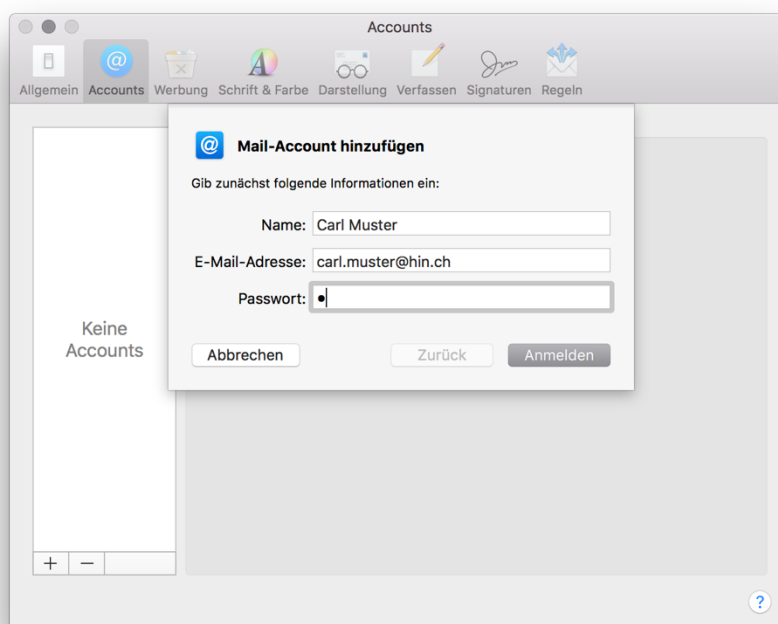 Accounts
Allgemein Accounts Werbung Schrift & Farbe Darstellung Verfassen Signaturen Regeln
@ Mail-Account hinzufügen
Gib zunächst folgende Informationen ein:
Name: Carl Muster
E-Mail-Adresse: carl.muster@hin.ch
Passwort: •
Abbrechen Zurück Anmelden
Keine
Accounts
+ −
?